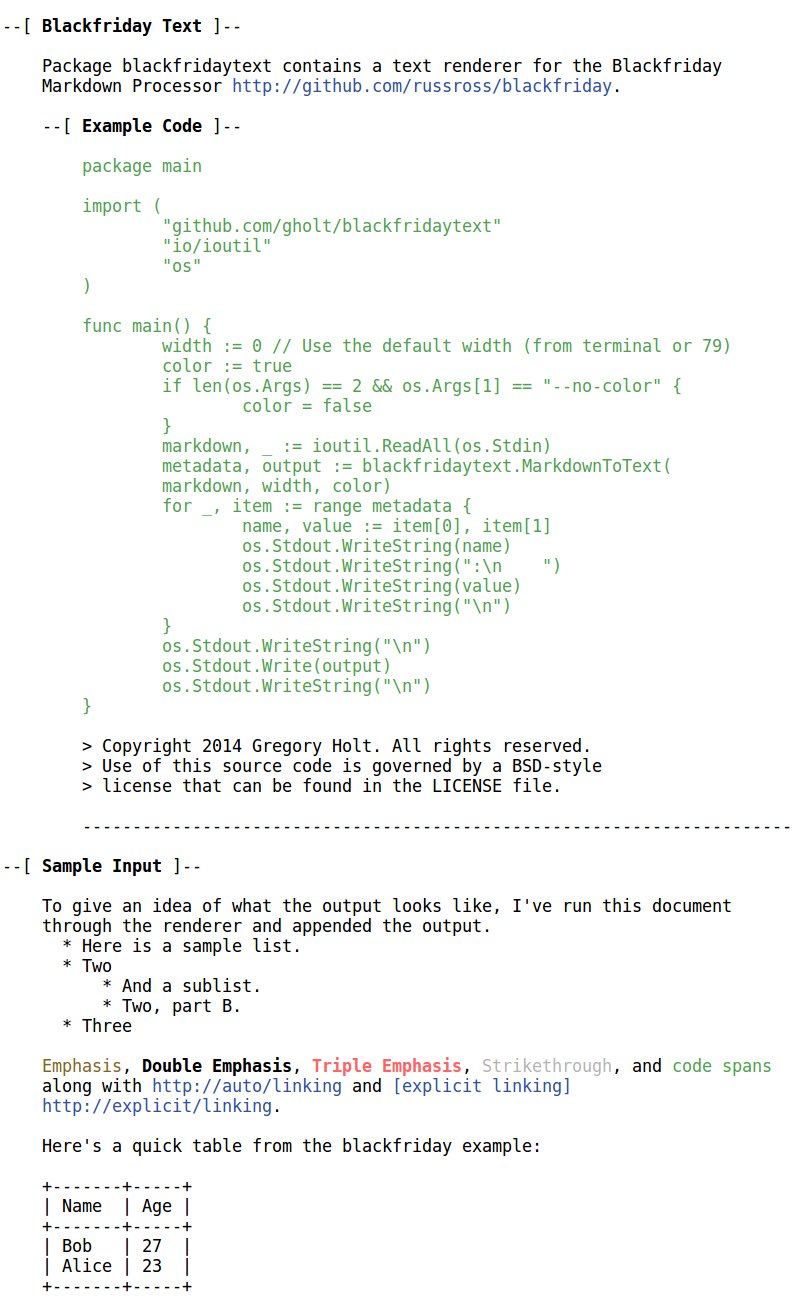 --[ Blackfriday Text ]--

    Package blackfridaytext contains a text renderer for the Blackfriday
    Markdown Processor http://github.com/russross/blackfriday.

    --[ Example Code ]--

        package main

        import (
                "github.com/gholt/blackfridaytext"
                "io/ioutil"
                "os"
        )

        func main() {
                width := 0 // Use the default width (from terminal or 79)
                color := true
                if len(os.Args) == 2 && os.Args[1] == "--no-color" {
                        color = false
                }
                markdown, _ := ioutil.ReadAll(os.Stdin)
                metadata, output := blackfridaytext.MarkdownToText(
                markdown, width, color)
                for _, item := range metadata {
                        name, value := item[0], item[1]
                        os.Stdout.WriteString(name)
                        os.Stdout.WriteString(":\n    ")
                        os.Stdout.WriteString(value)
                        os.Stdout.WriteString("\n")
                }
                os.Stdout.WriteString("\n")
                os.Stdout.Write(output)
                os.Stdout.WriteString("\n")
        }

        > Copyright 2014 Gregory Holt. All rights reserved.
        > Use of this source code is governed by a BSD-style
        > license that can be found in the LICENSE file.

        -----------------------------------------------------------------------

--[ Sample Input ]--

    To give an idea of what the output looks like, I've run this document
    through the renderer and appended the output.
      * Here is a sample list.
      * Two
          * And a sublist.
          * Two, part B.
      * Three

    Emphasis, Double Emphasis, Triple Emphasis, Strikethrough, and code spans
    along with http://auto/linking and [explicit linking]
    http://explicit/linking.

    Here's a quick table from the blackfriday example:

    +-------+-----+
    | Name  | Age |
    +-------+-----+
    | Bob   | 27  |
    | Alice | 23  |
    +-------+-----+